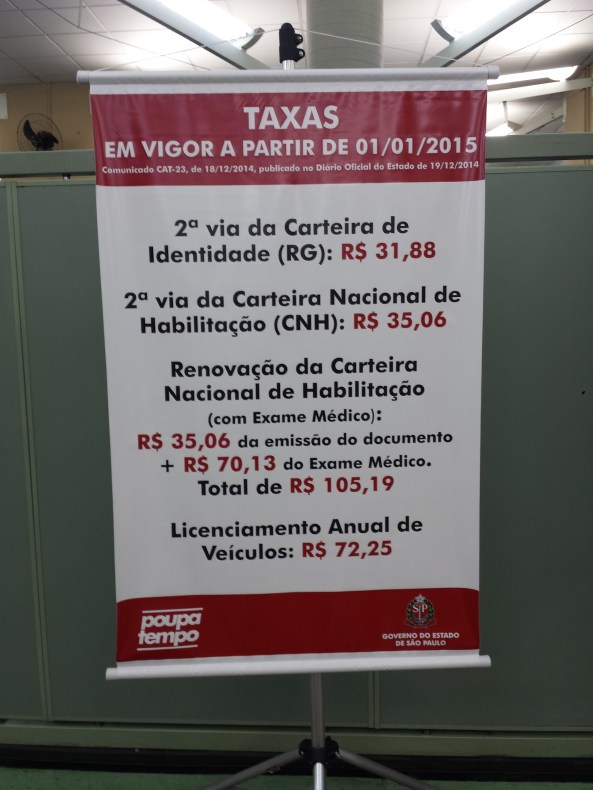 TAXAS
EM VIGOR A PARTIR DE 01/01/2015
Comunicado CAT-23, de 18/12/2014, publicado no Diário Oficial do Estado de 19/12/2014
2ª via da Carteira de
Identidade (RG): R$ 31,88
2ª via da Carteira Nacional de
Habilitação (CNH): R$ 35,06
Renovação da Carteira
Nacional de Habilitação
(com Exame Médico):
R$ 35,06 da emissão do documento
+ R$ 70,13 do Exame Médico.
Total de R$ 105,19
Licenciamento Anual de
Veículos: R$ 72,25
poupa
tempo
SP
GOVERNO DO ESTADO
DE SÃO PAULO